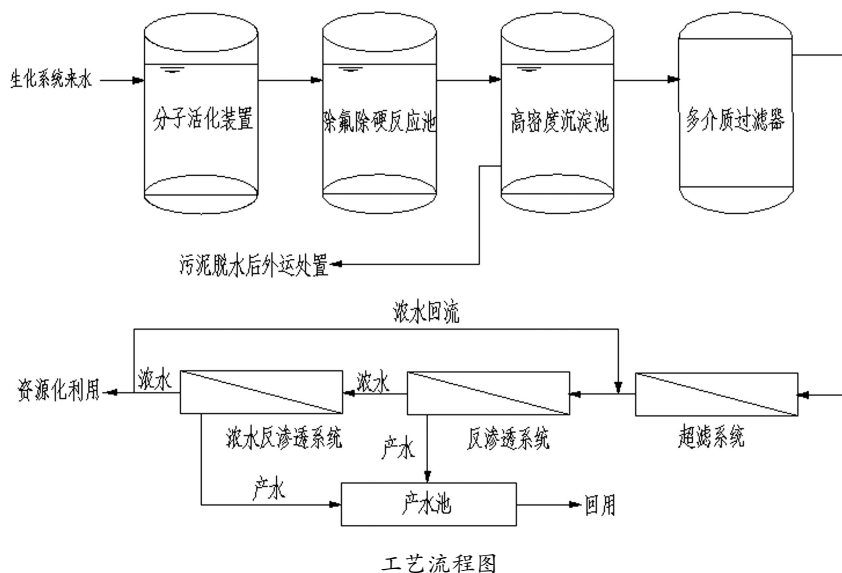 生化系统来水
分子活化装置
除氟除硬反应池
高密度沉淀池
多介质过滤器
污泥脱水后外运处置
浓水回流
资源化利用
浓水
浓水
浓水反渗透系统
反渗透系统
超滤系统
产水
产水
产水池
回用
工艺流程图